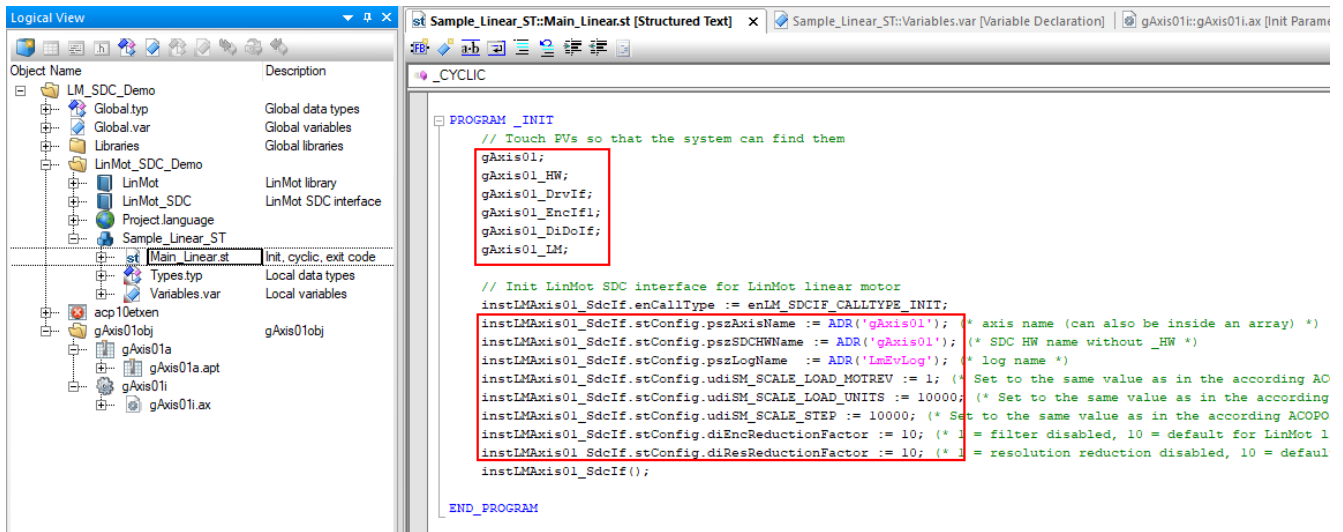 Logical View
Object Name Description
LM_SDC_Demo
Global.typ Global data types
Global.var Global variables
Libraries Global libraries
LinMot_SDC_Demo
LinMot LinMot library
LinMot_SDC LinMot SDC interface
Project.language
Sample_Linear_ST
st Main_Linear.st Init, cyclic, exit code
Types.typ Local data types
Variables.var Local variables
acp10etxen
gAxis01obj gAxis01obj
gAxis01a
gAxis01a.apt
gAxis01i
gAxis01i.ax
st Sample_Linear_ST::Main_Linear.st [Structured Text] Sample_Linear_ST::Variables.var [Variable Declaration] gAxis01i::gAxis01i.ax [Init Parame
_CYCLIC
PROGRAM _INIT
// Touch PVs so that the system can find them
gAxis01;
gAxis01_HW;
gAxis01_DrvIf;
gAxis01_EncIf1;
gAxis01_DiDoIf;
gAxis01_LM;
// Init LinMot SDC interface for LinMot linear motor
instLMAxis01_SdcIf.enCallType := enLM_SDCIF_CALLTYPE_INIT;
instLMAxis01_SdcIf.stConfig.pszAxisName := ADR('gAxis01'); (* axis name (can also be inside an array) *)
instLMAxis01_SdcIf.stConfig.pszSDCHWName := ADR('gAxis01'); (* SDC HW name without _HW *)
instLMAxis01_SdcIf.stConfig.pszLogName := ADR('LmEvLog'); (* log name *)
instLMAxis01_SdcIf.stConfig.udiSM_SCALE_LOAD_MOTREV := 1; (* Set to the same value as in the according ACO
instLMAxis01_SdcIf.stConfig.udiSM_SCALE_LOAD_UNITS := 10000; (* Set to the same value as in the according
instLMAxis01_SdcIf.stConfig.udiSM_SCALE_STEP := 10000; (* Set to the same value as in the according ACOPO
instLMAxis01_SdcIf.stConfig.diEncReductionFactor := 10; (* 1 = filter disabled, 10 = default for LinMot l
instLMAxis01_SdcIf.stConfig.diResReductionFactor := 10; (* 1 = resolution reduction disabled, 10 = defaul
instLMAxis01_SdcIf();
END_PROGRAM